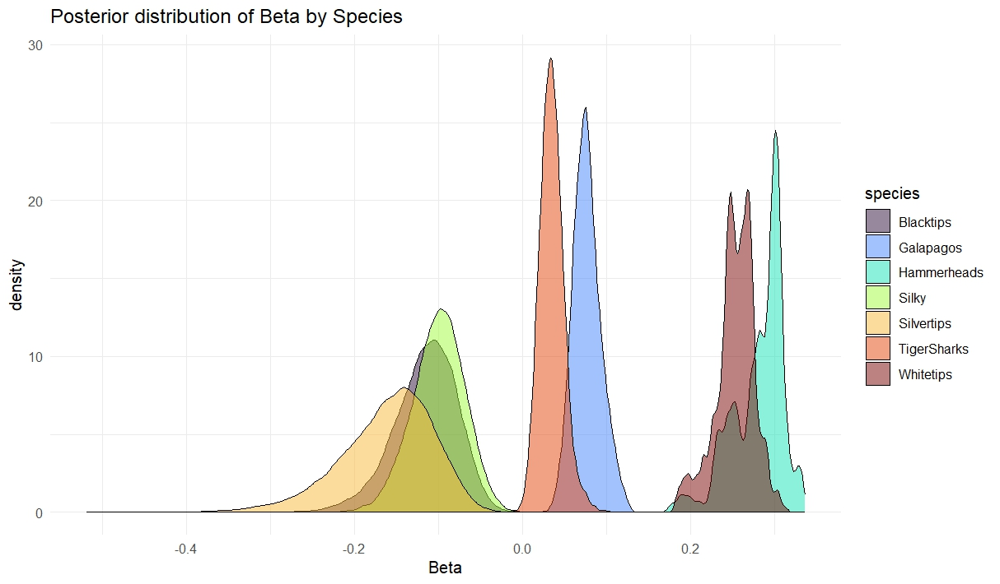 Posterior distribution of Beta by Species
30
20
10
0
density
-0.4
-0.2
0.0
0.2
Beta
species
Blacktips
Galapagos
Hammerheads
Silky
Silvertips
TigerSharks
Whitetips